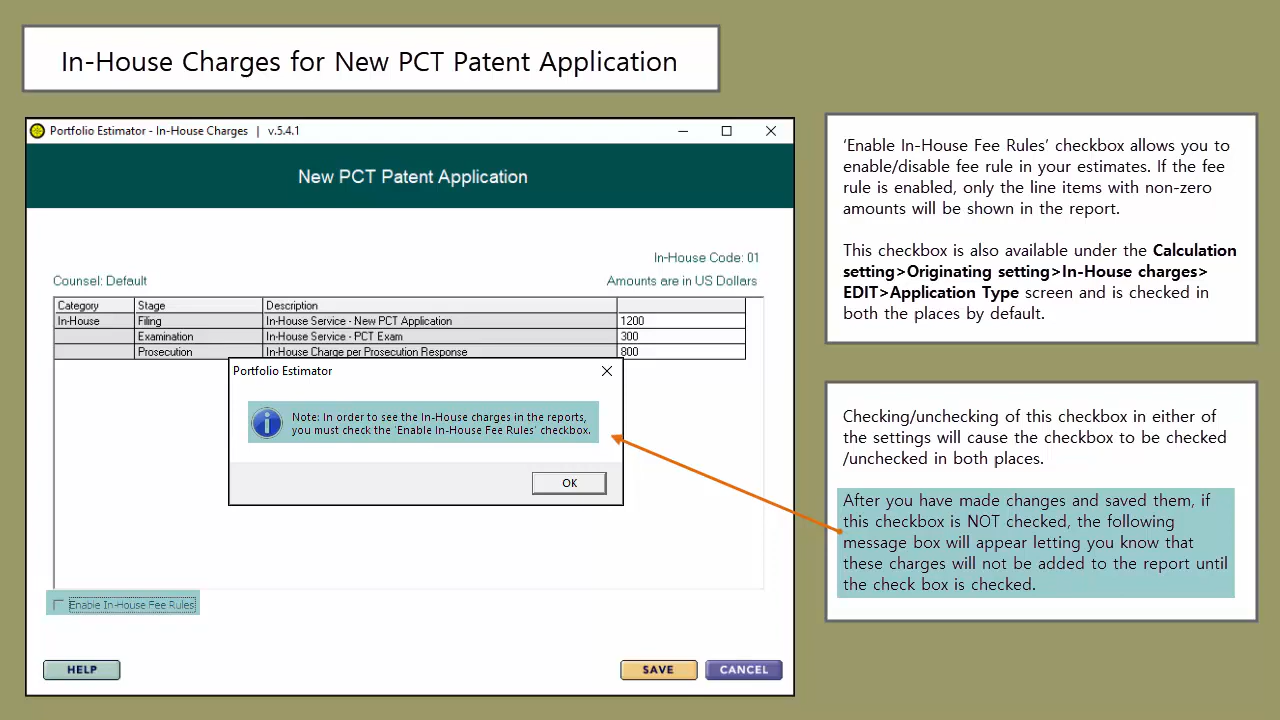 In-House Charges for New PCT Patent Application
Portfolio Estimator - In-House Charges | v.5.4.1
New PCT Patent Application
In-House Code: 01
Counsel: Default
Amounts are in US Dollars
Category Stage Description
In-House Filing In-House Service - New PCT Application 1200
Examination In-House Service - PCT Exam 300
Prosecution In-House Charge per Prosecution Response 800
Portfolio Estimator
Note: In order to see the In-House charges in the reports,
you must check the 'Enable In-House Fee Rules' checkbox.
OK
Enable In-House Fee Rules
HELP
SAVE
CANCEL
‘Enable In-House Fee Rules’ checkbox allows you to
enable/disable fee rule in your estimates. If the fee
rule is enabled, only the line items with non-zero
amounts will be shown in the report.
This checkbox is also available under the Calculation
setting>Originating setting>In-House charges>
EDIT>Application Type screen and is checked in
both the places by default.
Checking/unchecking of this checkbox in either of
the settings will cause the checkbox to be checked
/unchecked in both places.
After you have made changes and saved them, if
this checkbox is NOT checked, the following
message box will appear letting you know that
these charges will not be added to the report until
the check box is checked.